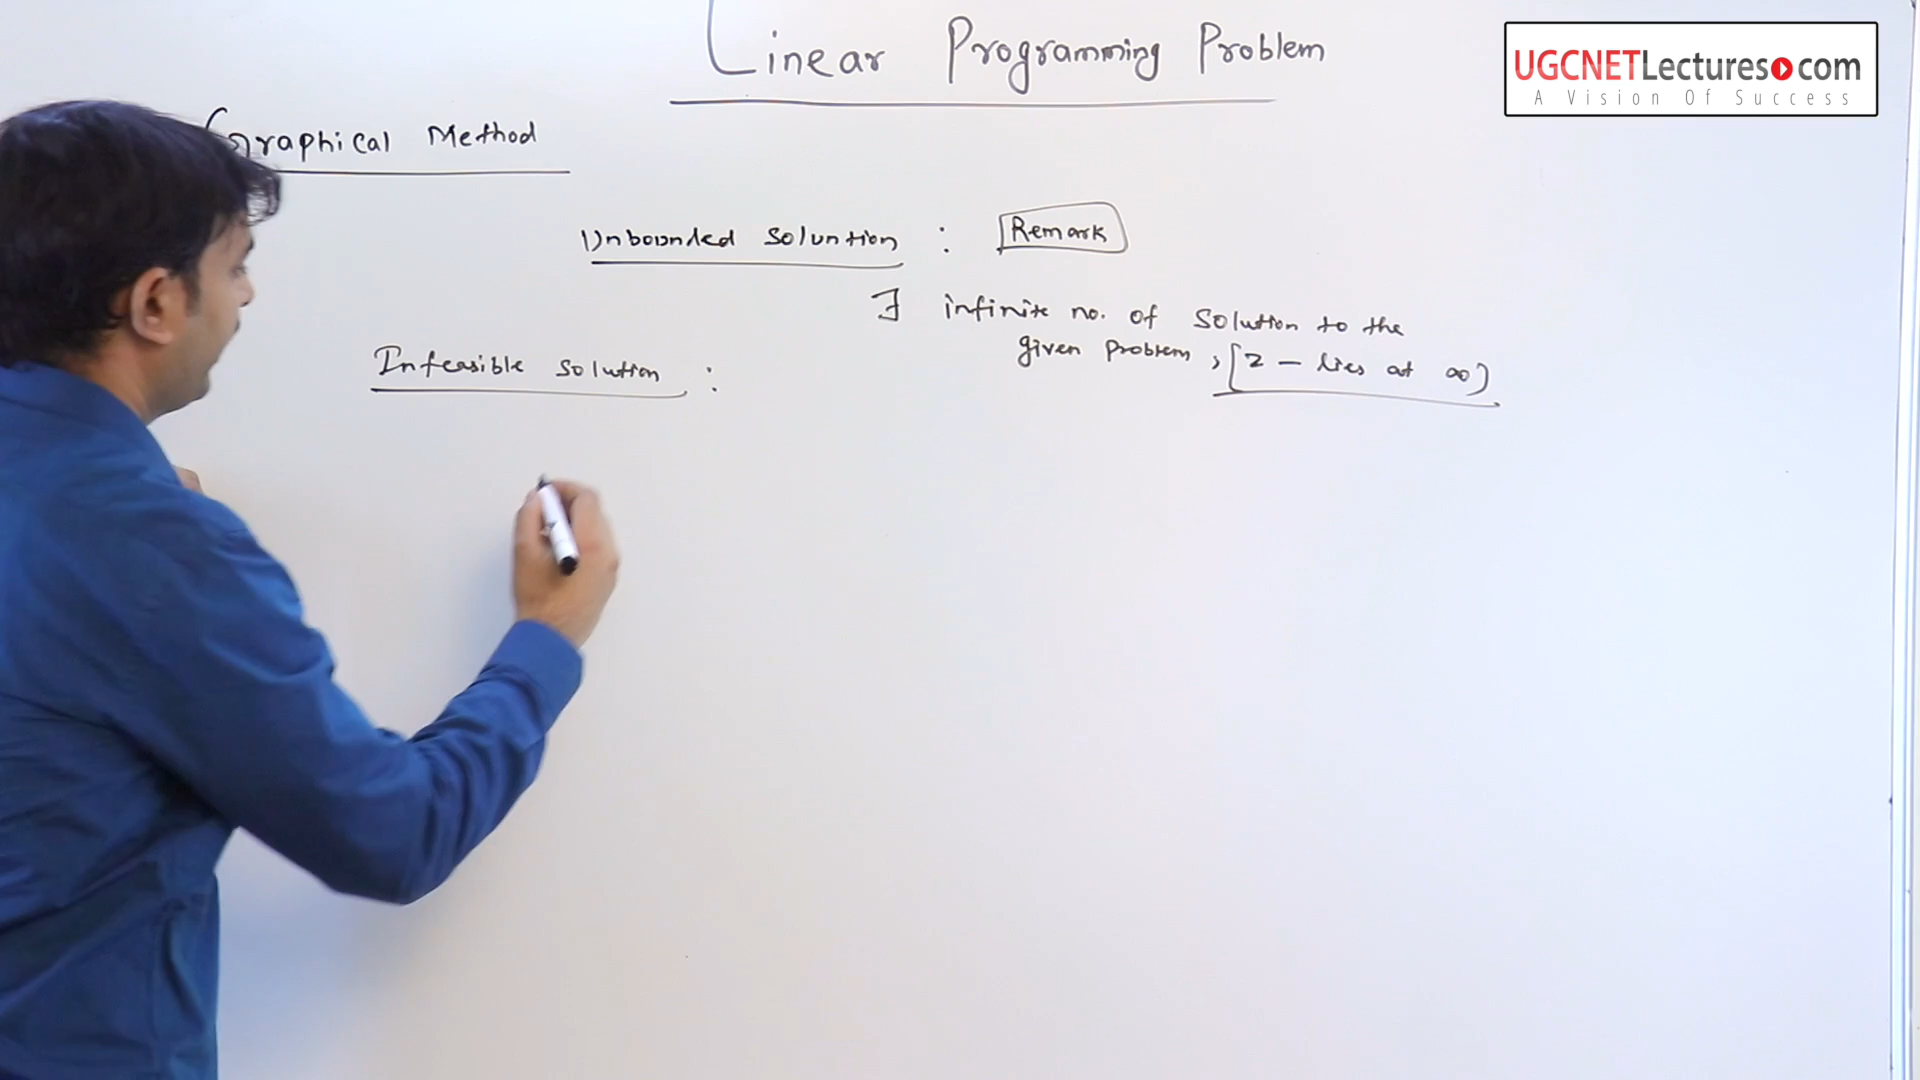 Linear Programming Problem
UGCNETLectures.com
A Vision Of Success
Graphical Method
Unbounded Soluntion : Remark
∃ infinite no. of solution to the
given problem, [Z - lies at ∞)
Infeasible Solution :